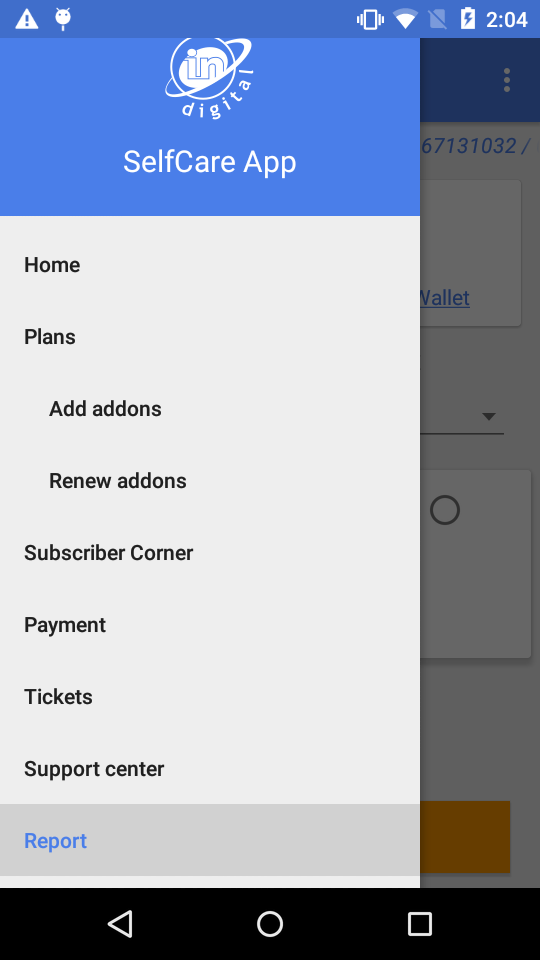 2:04
in
digital
SelfCare App
67131032 /
Wallet
Home
Plans
Add addons
Renew addons
Subscriber Corner
Payment
Tickets
Support center
Report